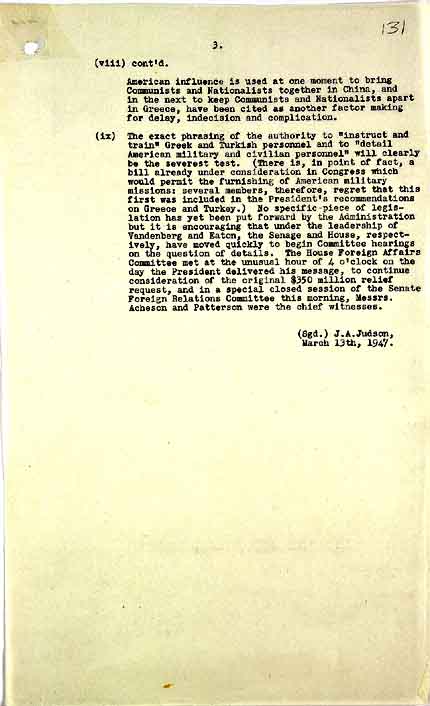 131
3.
(viii) cont'd.
American influence is used at one moment to bring
Communists and Nationalists together in China, and
in the next to keep Communists and Nationalists apart
in Greece, have been cited as another factor making
for delay, indecision and complication.
(ix) The exact phrasing of the authority to "instruct and
train" Greek and Turkish personnel and to "detail
American military and civilian personnel" will clearly
be the severest test. (There is, in point of fact, a
bill already under consideration in Congress which
would permit the furnishing of American military
missions: several members, therefore, regret that this
first was included in the President's recommendations
on Greece and Turkey.) No specific piece of legis-
lation has yet been put forward by the Administration
but it is encouraging that under the leadership of
Vandenberg and Eaton, the Senage and House, respect-
ively, have moved quickly to begin Committee hearings
on the question of details. The House Foreign Affairs
Committee met at the unusual hour of 4 o'clock on the
day the President delivered his message, to continue
consideration of the original $350 million relief
request, and in a special closed session of the Senate
Foreign Relations Committee this morning, Messrs.
Acheson and Patterson were the chief witnesses.
(Sgd.) J.A.Judson,
March 13th, 1947.